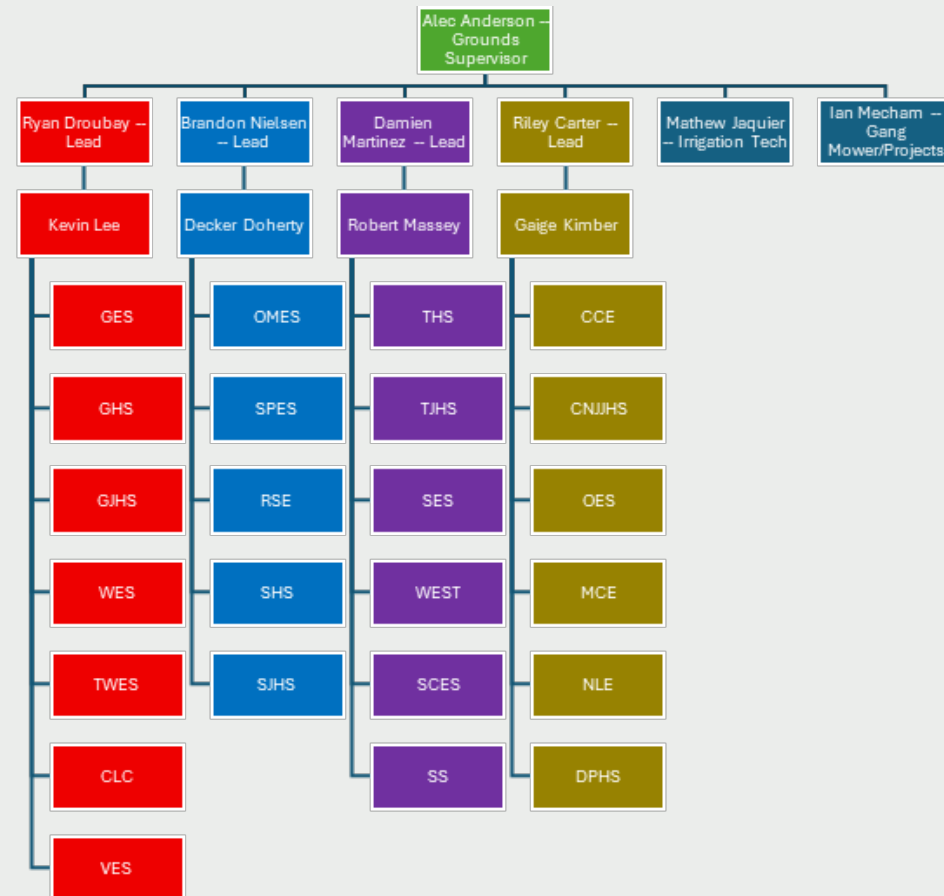 Alec Anderson --
Grounds
Supervisor
Ryan Droubay --
Lead
Brandon Nielsen
-- Lead
Damien
Martinez -- Lead
Riley Carter --
Lead
Mathew Jaquier
-- Irrigation Tech
Ian Mecham --
Gang
Mower/Projects
Kevin Lee
Decker Doherty
Robert Massey
Gaige Kimber
GES
OMES
THS
CCE
GHS
SPES
TJHS
CNJJHS
GJHS
RSE
SES
OES
WES
SHS
WEST
MCE
TWES
SJHS
SCES
NLE
CLC
SS
DPHS
VES